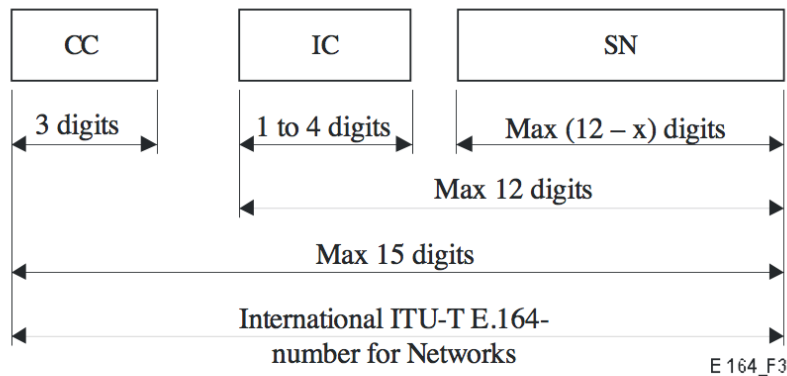 CC IC SN
3 digits 1 to 4 digits Max (12 – x) digits
Max 12 digits
Max 15 digits
International ITU-T E.164-
number for Networks
E 164_F3